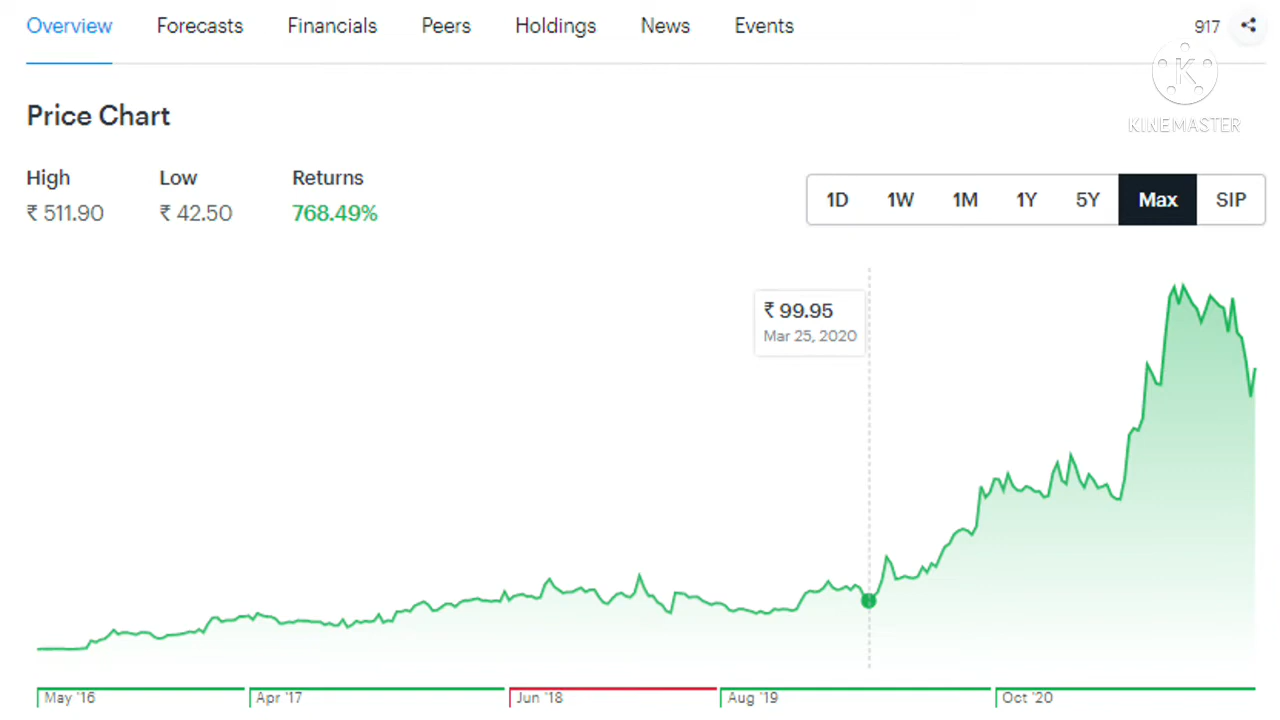 Overview Forecasts Financials Peers Holdings News Events 917
K
KINEMASTER
Price Chart
High Low Returns
₹ 511.90 ₹ 42.50 768.49%
1D 1W 1M 1Y 5Y Max SIP
₹ 99.95
Mar 25, 2020
May '16 Apr '17 Jun '18 Aug '19 Oct '20